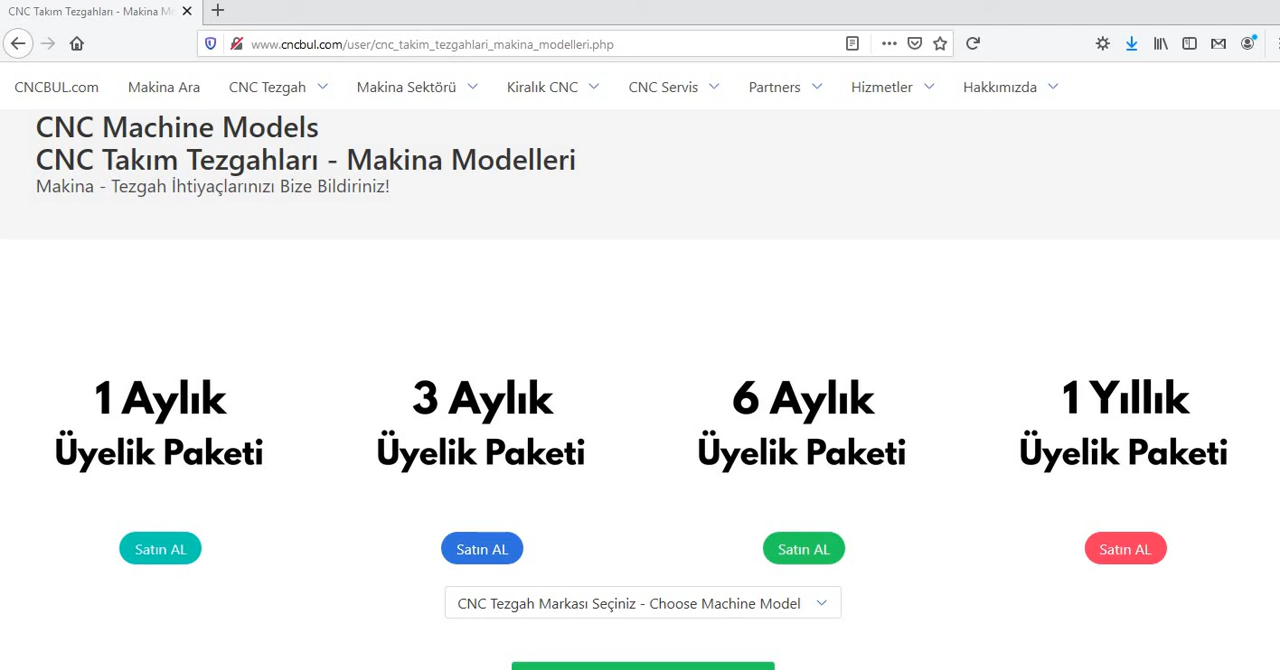 CNC Takım Tezgahları - Makina Mo
www.cncbul.com/user/cnc_takim_tezgahlari_makina_modelleri.php
CNCBUL.com Makina Ara CNC Tezgah Makina Sektörü Kiralık CNC CNC Servis Partners Hizmetler Hakkımızda
CNC Machine Models
CNC Takım Tezgahları - Makina Modelleri
Makina - Tezgah İhtiyaçlarınızı Bize Bildiriniz!
1 Aylık
Üyelik Paketi
Satın AL
3 Aylık
Üyelik Paketi
Satın AL
6 Aylık
Üyelik Paketi
Satın AL
1 Yıllık
Üyelik Paketi
Satın AL
CNC Tezgah Markası Seçiniz - Choose Machine Model